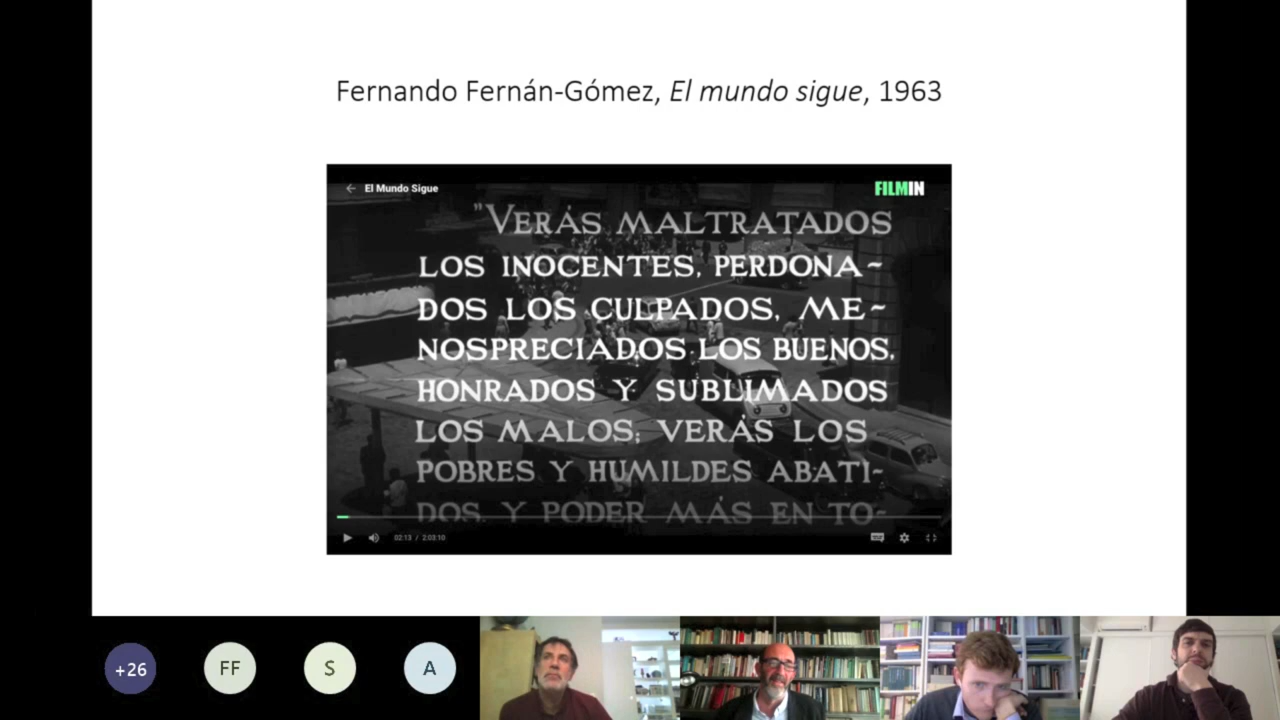 Fernando Fernán-Gómez, El mundo sigue, 1963
El Mundo Sigue
FILMIN
"VERÁS MALTRATADOS
LOS INOCENTES, PERDONA-
DOS LOS CULPADOS, ME-
NOSPRECIADOS LOS BUENOS,
HONRADOS Y SUBLIMADOS
LOS MALOS; VERÁS LOS
POBRES Y HUMILDES ABATI-
DOS, Y PODER MÁS EN TO-
02:13 / 2:03:10
+26
FF
S
A